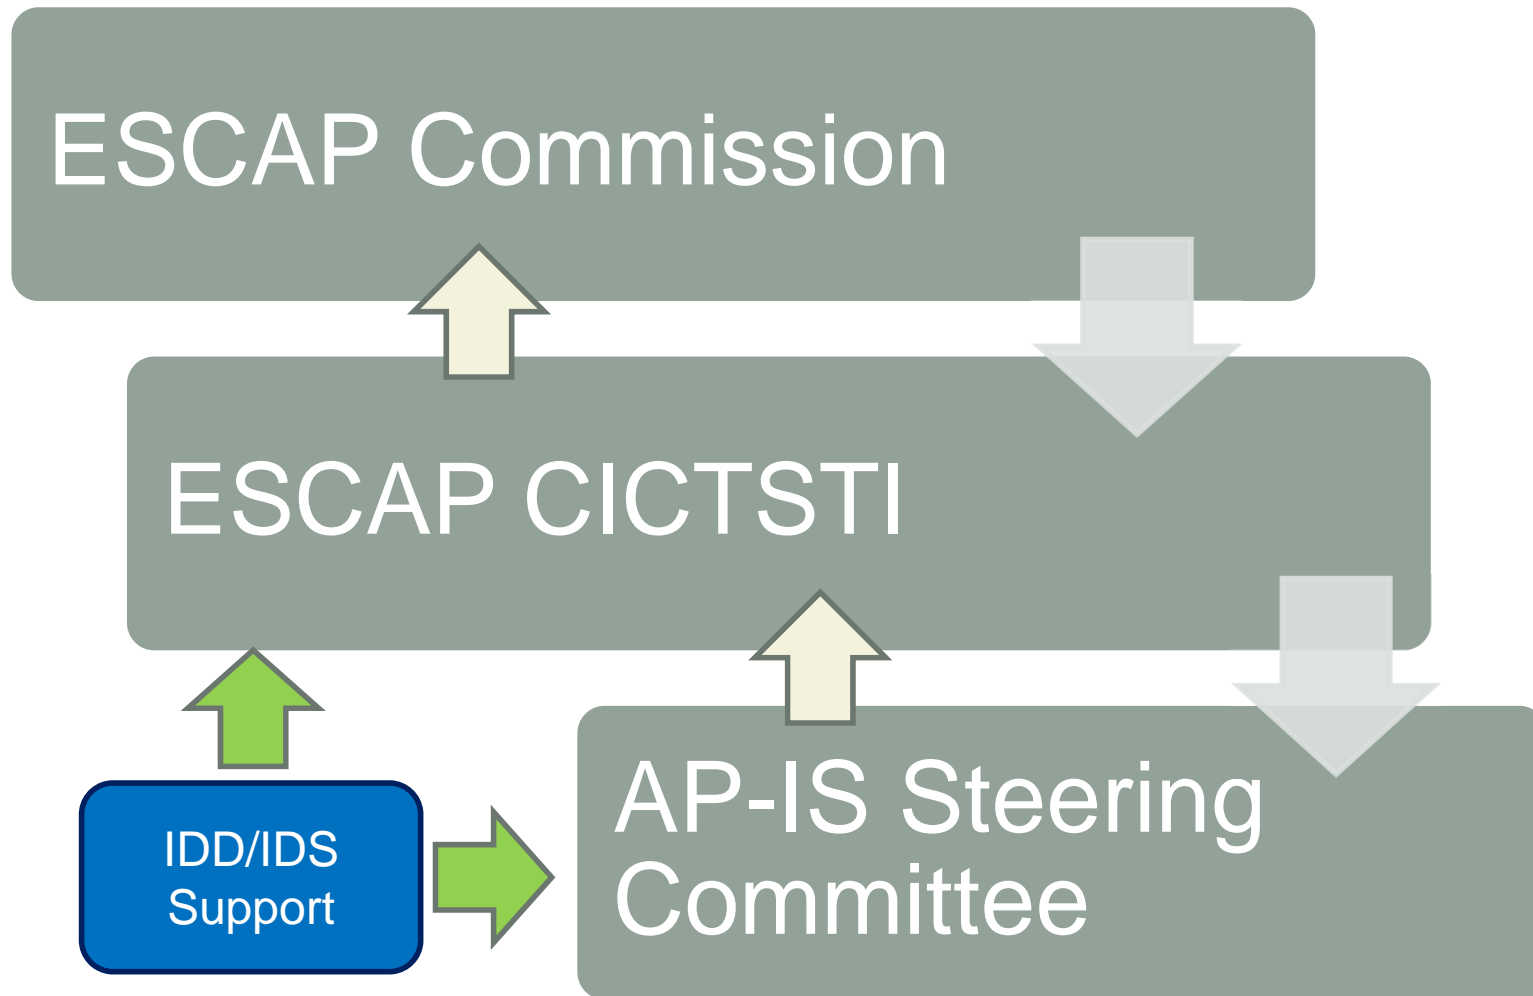 ESCAP Commission
ESCAP CICTSTI
AP-IS Steering
Committee
IDD/IDS
Support